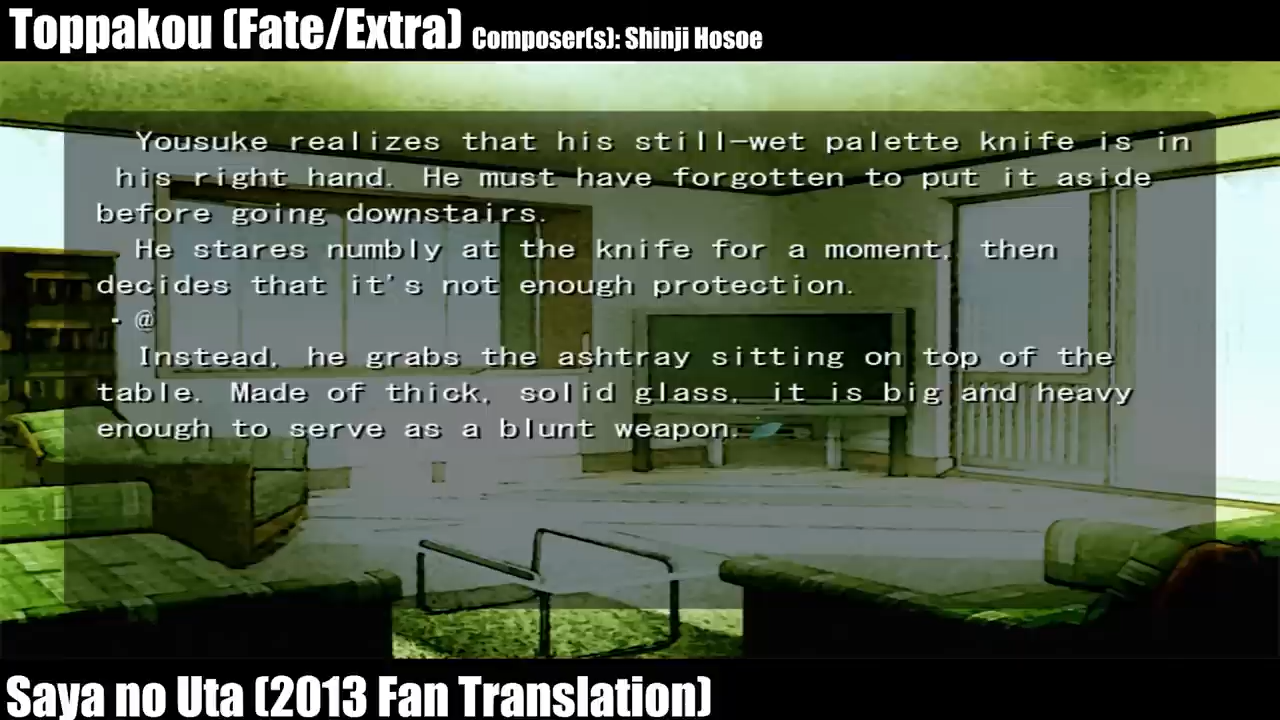 Toppakou (Fate/Extra) Composer(s): Shinji Hosoe
Yousuke realizes that his still-wet palette knife is in
his right hand. He must have forgotten to put it aside
before going downstairs.
He stares numbly at the knife for a moment, then
decides that it's not enough protection.
- @
Instead, he grabs the ashtray sitting on top of the
table. Made of thick, solid glass, it is big and heavy
enough to serve as a blunt weapon.
Saya no Uta (2013 Fan Translation)